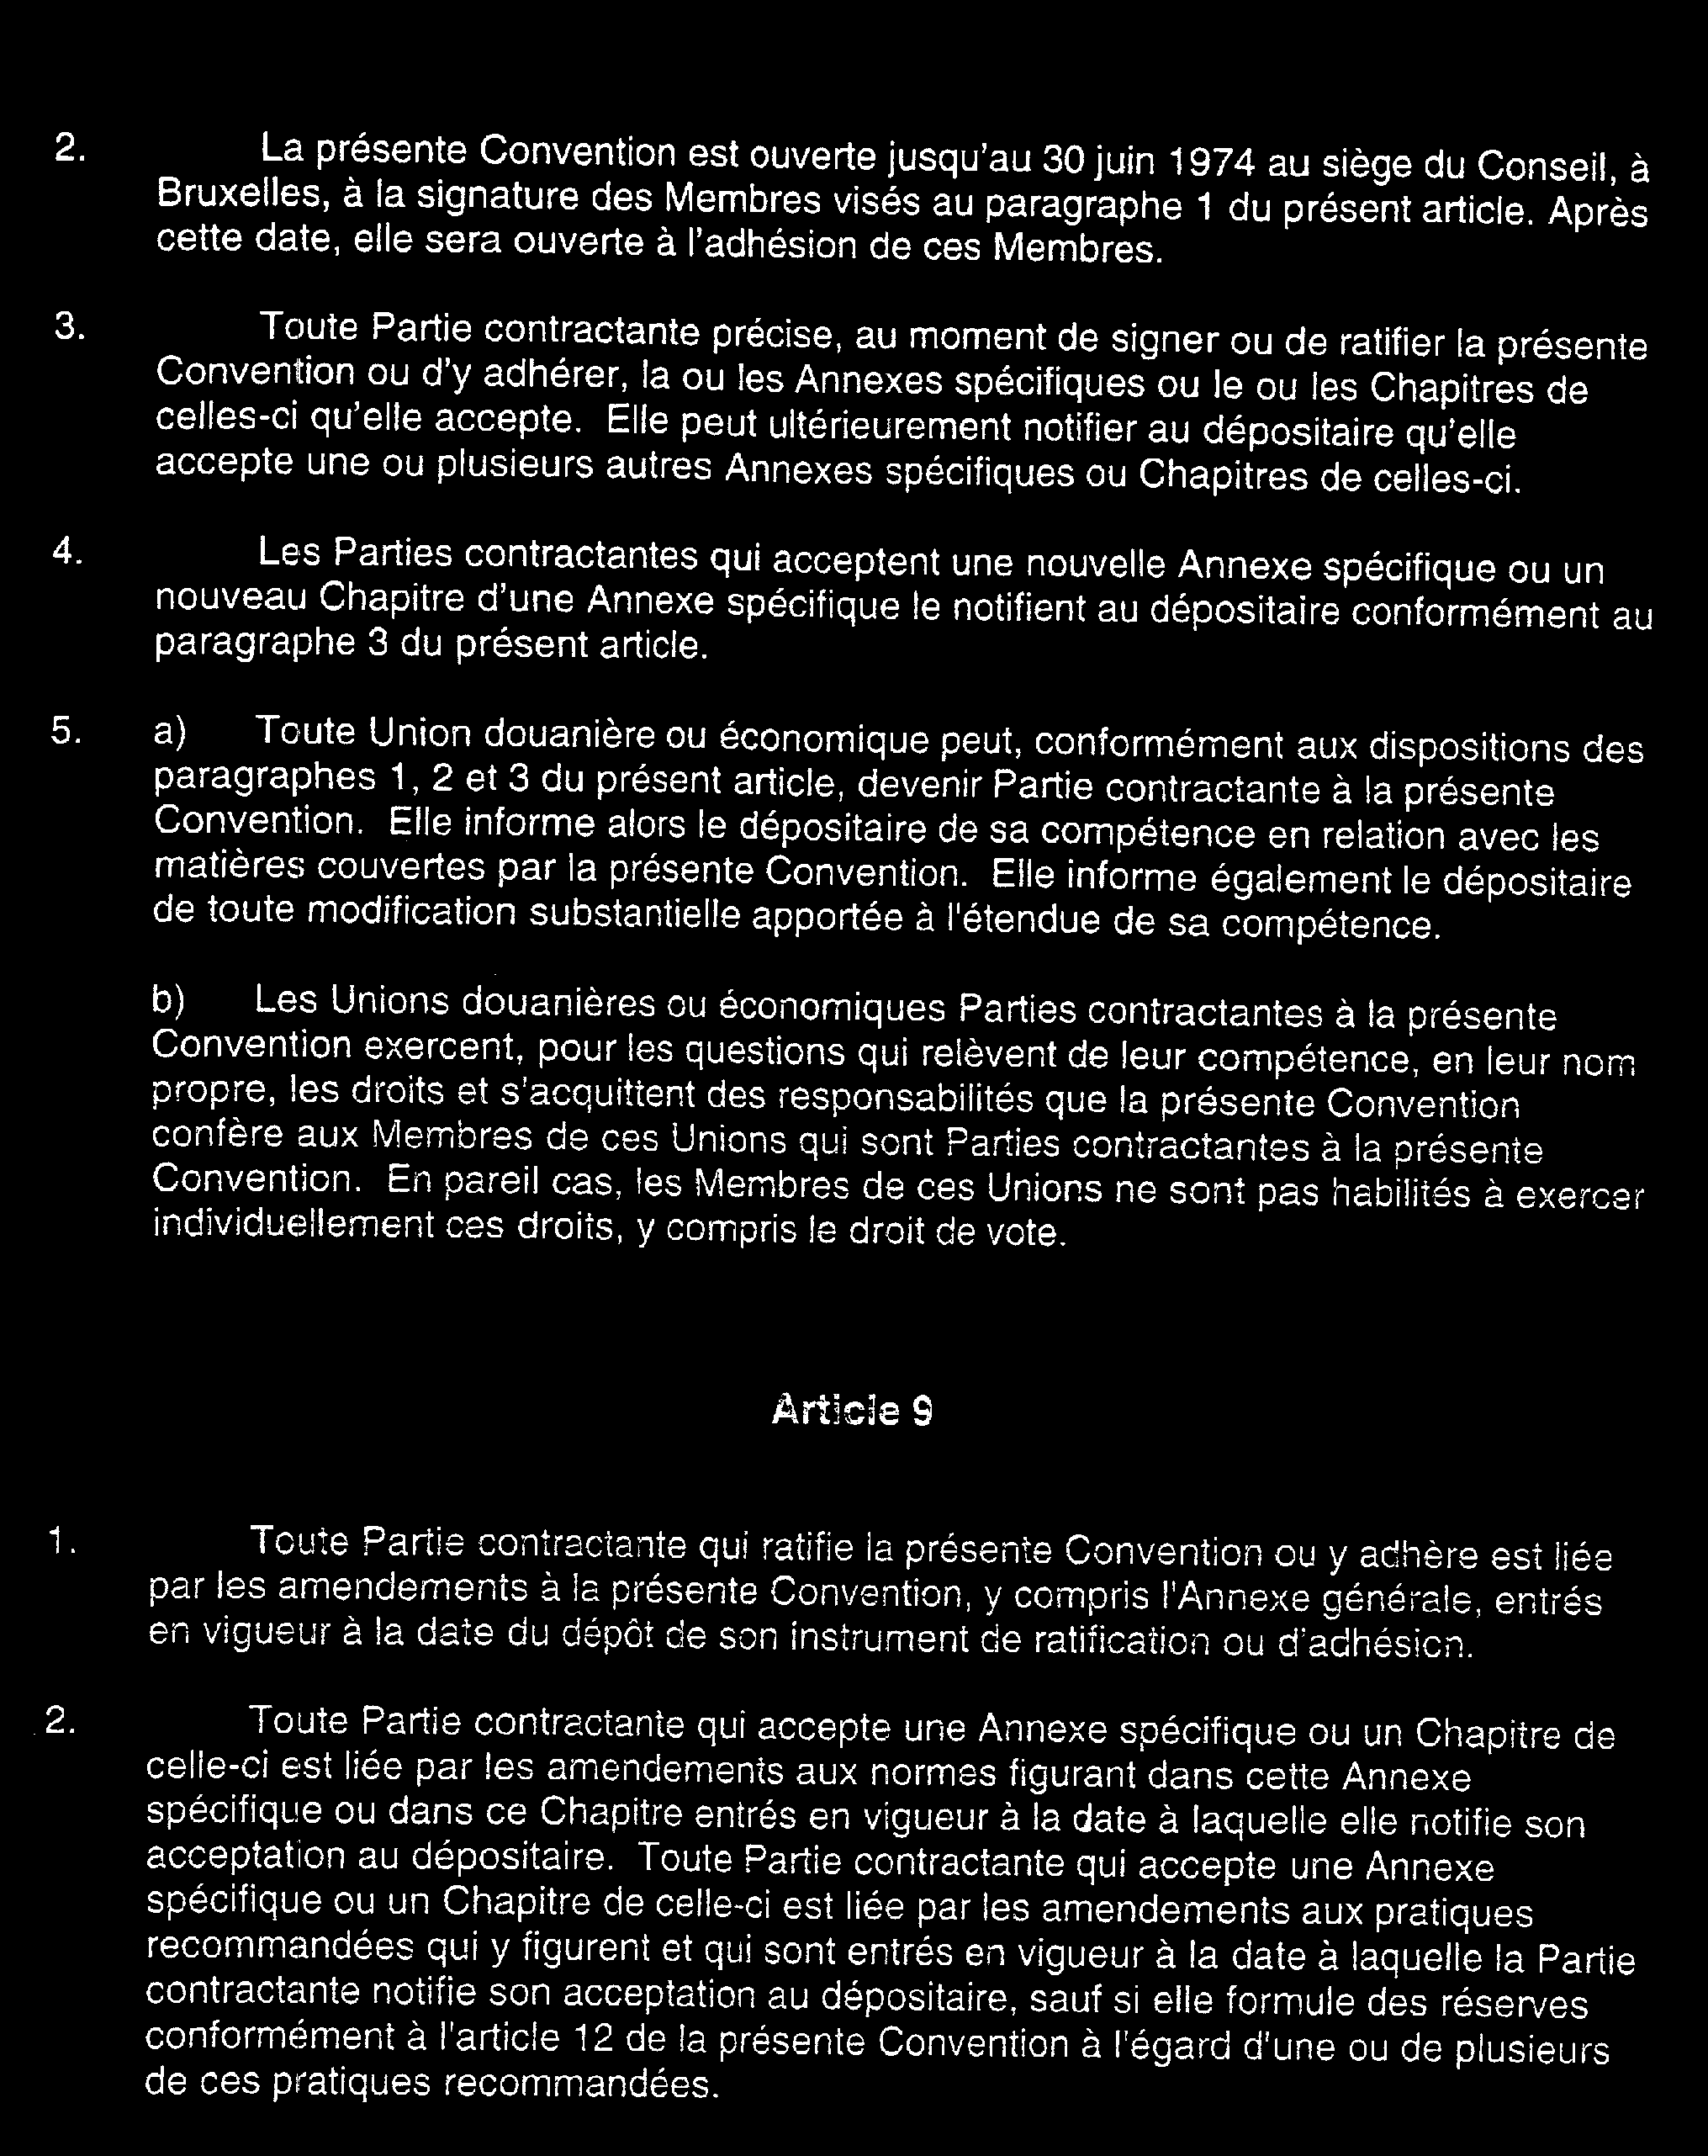 2. La présente Convention est ouverte jusqu'au 30 juin 1974 au siège du Conseil, à
Bruxelles, à la signature des Membres visés au paragraphe 1 du présent article. Après
cette date, elle sera ouverte à l'adhésion de ces Membres.
3. Toute Partie contractante précise, au moment de signer ou de ratifier la présente
Convention ou d'y adhérer, la ou les Annexes spécifiques ou le ou les Chapitres de
celles-ci qu'elle accepte. Elle peut ultérieurement notifier au dépositaire qu'elle
accepte une ou plusieurs autres Annexes spécifiques ou Chapitres de celles-ci.
4. Les Parties contractantes qui acceptent une nouvelle Annexe spécifique ou un
nouveau Chapitre d'une Annexe spécifique le notifient au dépositaire conformément au
paragraphe 3 du présent article.
5. a) Toute Union douanière ou économique peut, conformément aux dispositions des
paragraphes 1, 2 et 3 du présent article, devenir Partie contractante à la présente
Convention. Elle informe alors le dépositaire de sa compétence en relation avec les
matières couvertes par la présente Convention. Elle informe également le dépositaire
de toute modification substantielle apportée à l'étendue de sa compétence.
b) Les Unions douanières ou économiques Parties contractantes à la présente
Convention exercent, pour les questions qui relèvent de leur compétence, en leur nom
propre, les droits et s'acquittent des responsabilités que la présente Convention
confère aux Membres de ces Unions qui sont Parties contractantes à la présente
Convention. En pareil cas, les Membres de ces Unions ne sont pas habilités à exercer
individuellement ces droits, y compris le droit de vote.
Article 9
1. Toute Partie contractante qui ratifie la présente Convention ou y adhère est liée
par les amendements à la présente Convention, y compris l'Annexe générale, entrés
en vigueur à la date du dépôt de son instrument de ratification ou d'adhésion.
2. Toute Partie contractante qui accepte une Annexe spécifique ou un Chapitre de
celle-ci est liée par les amendements aux normes figurant dans cette Annexe
spécifique ou dans ce Chapitre entrés en vigueur à la date à laquelle elle notifie son
acceptation au dépositaire. Toute Partie contractante qui accepte une Annexe
spécifique ou un Chapitre de celle-ci est liée par les amendements aux pratiques
recommandées qui y figurent et qui sont entrés en vigueur à la date à laquelle la Partie
contractante notifie son acceptation au dépositaire, sauf si elle formule des réserves
conformément à l'article 12 de la présente Convention à l'égard d'une ou de plusieurs
de ces pratiques recommandées.